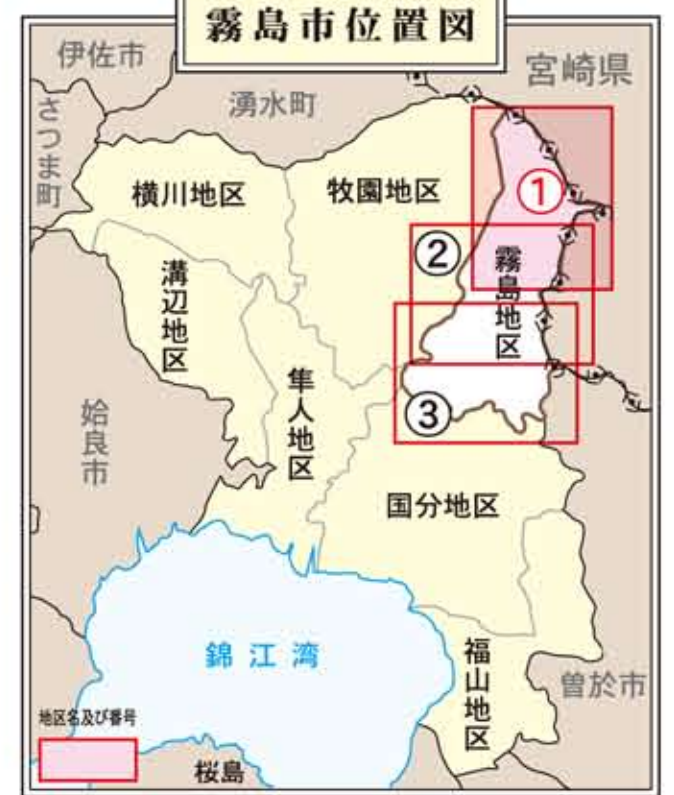 霧島市位置図
伊佐市
宮崎県
湧水町
さつま町
横川地区
牧園地区
①
②
霧島地区
溝辺地区
隼人地区
③
姶良市
国分地区
錦江湾
福山地区
曽於市
地区名及び番号
桜島